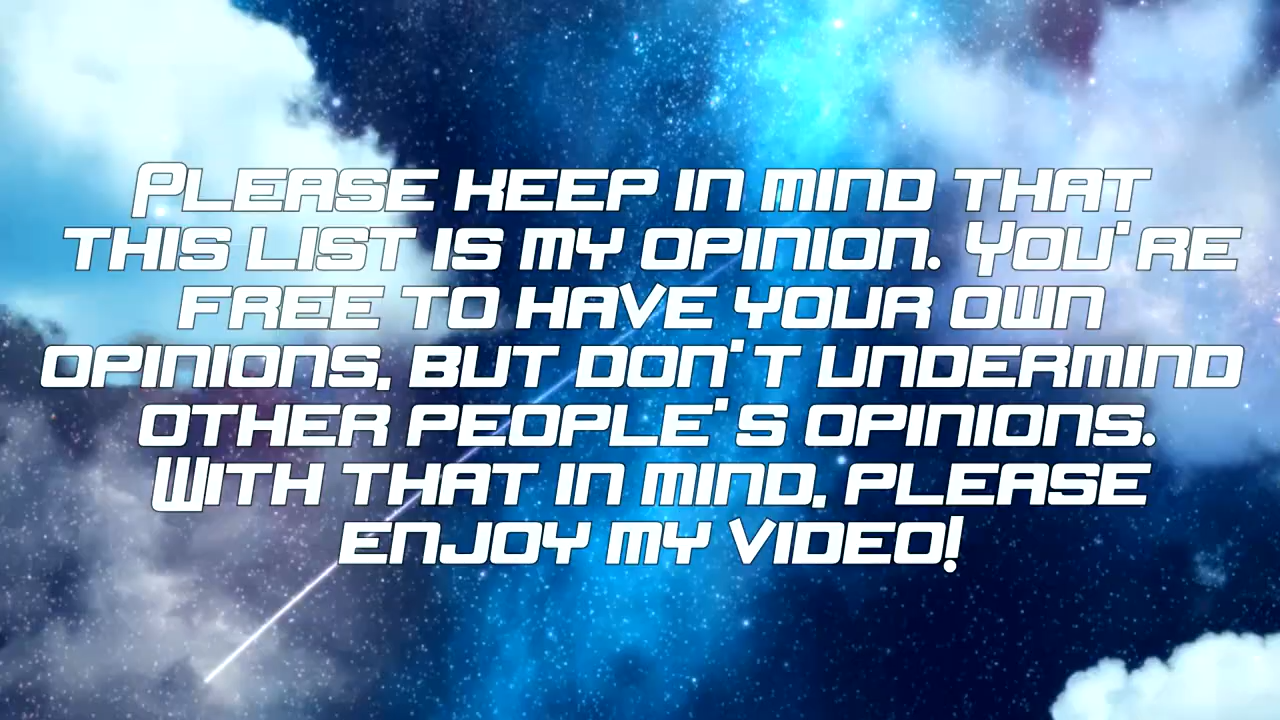 Please keep in mind that
this list is my opinion. You're
free to have your own
opinions, but don't undermind
other people's opinions.
With that in mind, please
enjoy my video!